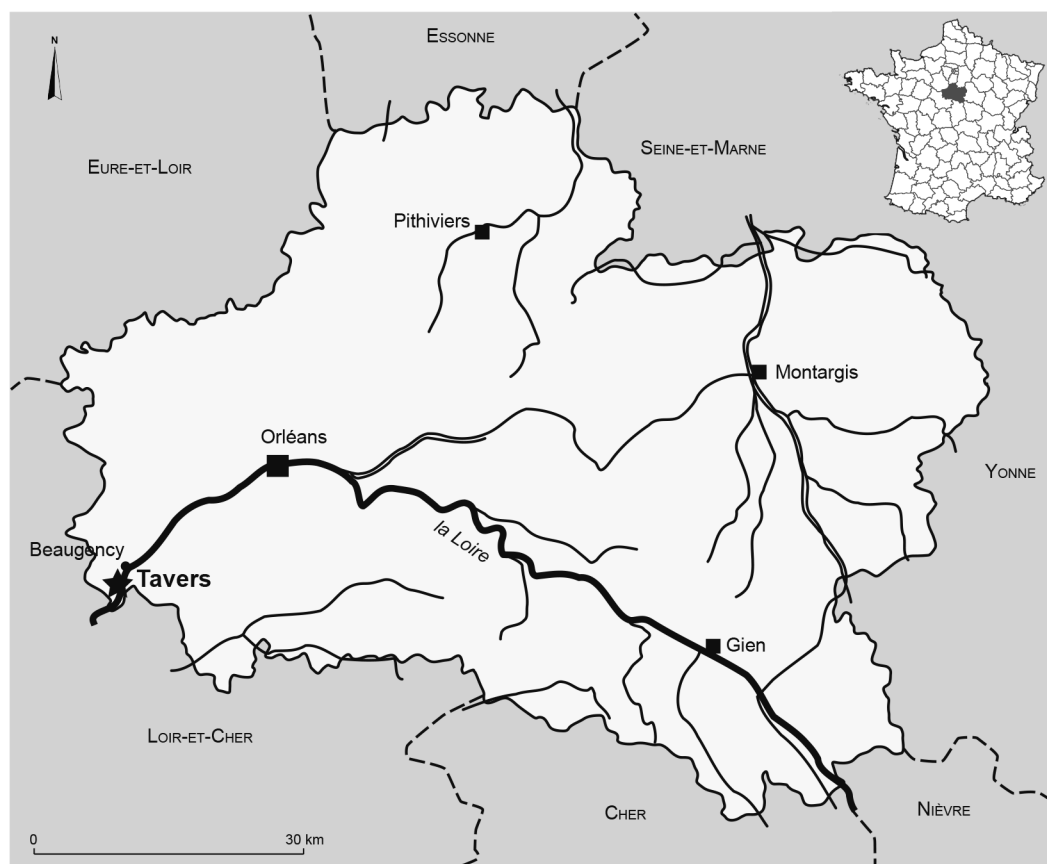 N
ESSONNE
SEINE-ET-MARNE
EURE-ET-LOIR
Pithiviers
Montargis
Orléans
YONNE
la Loire
Beaugency
Tavers
Gien
LOIR-ET-CHER
CHER
NIÈVRE
0 30 km